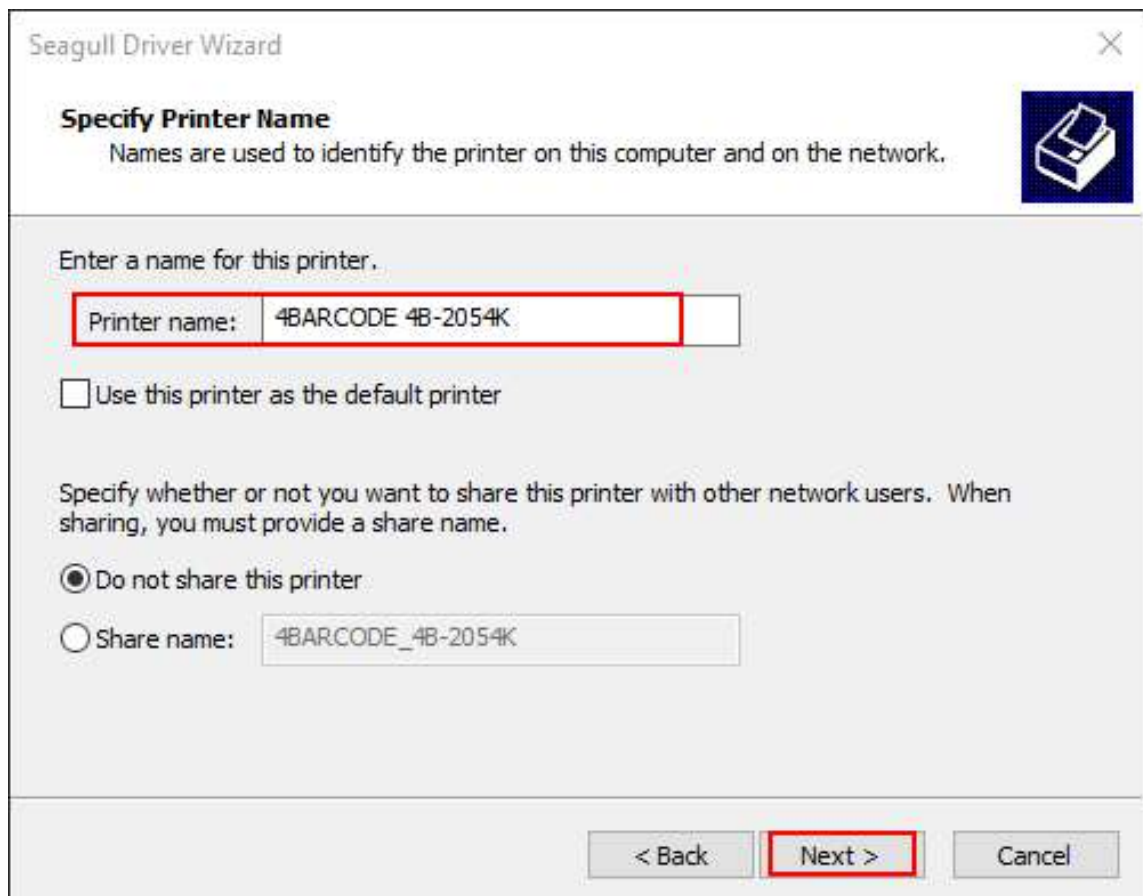 Seagull Driver Wizard
Specify Printer Name
Names are used to identify the printer on this computer and on the network.
Enter a name for this printer.
Printer name: 4BARCODE 4B-2054K
Use this printer as the default printer
Specify whether or not you want to share this printer with other network users. When
sharing, you must provide a share name.
Do not share this printer
Share name: 4BARCODE_4B-2054K
< Back Next > Cancel